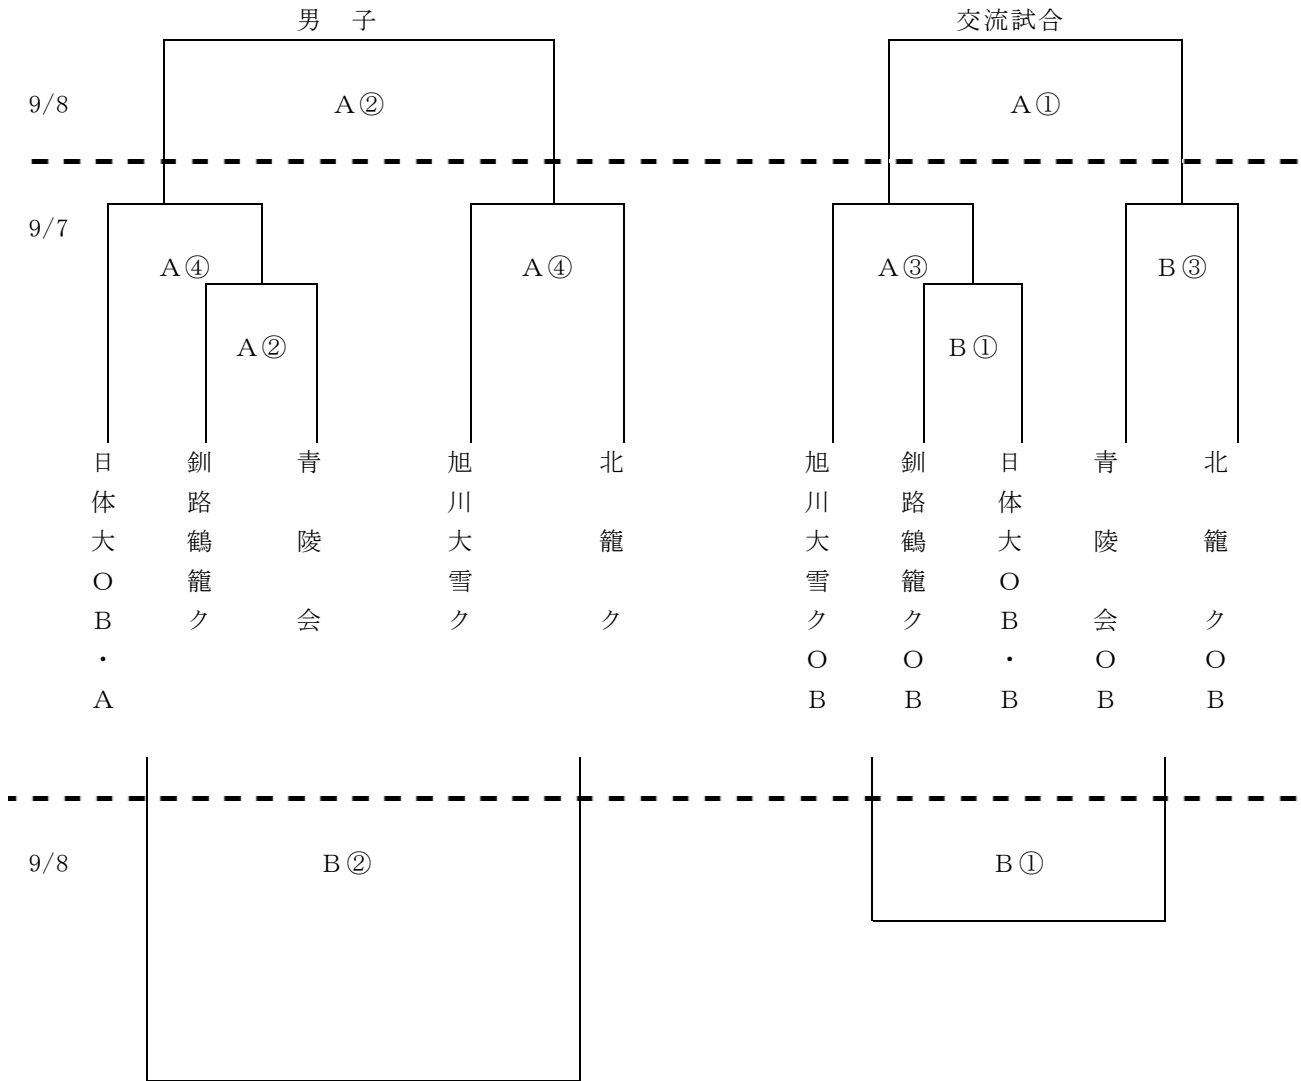 男　子
交流試合
9/8
A②
A①
9/7
A④
A④
A③
B③
A②
B①
日体大OB・A
釧路鶴籠ク
青陵会
旭川大雪ク
北籠ク
旭川大雪クOB
釧路鶴籠クOB
日体大OB・B
青陵会OB
北籠クOB
9/8
B②
B①